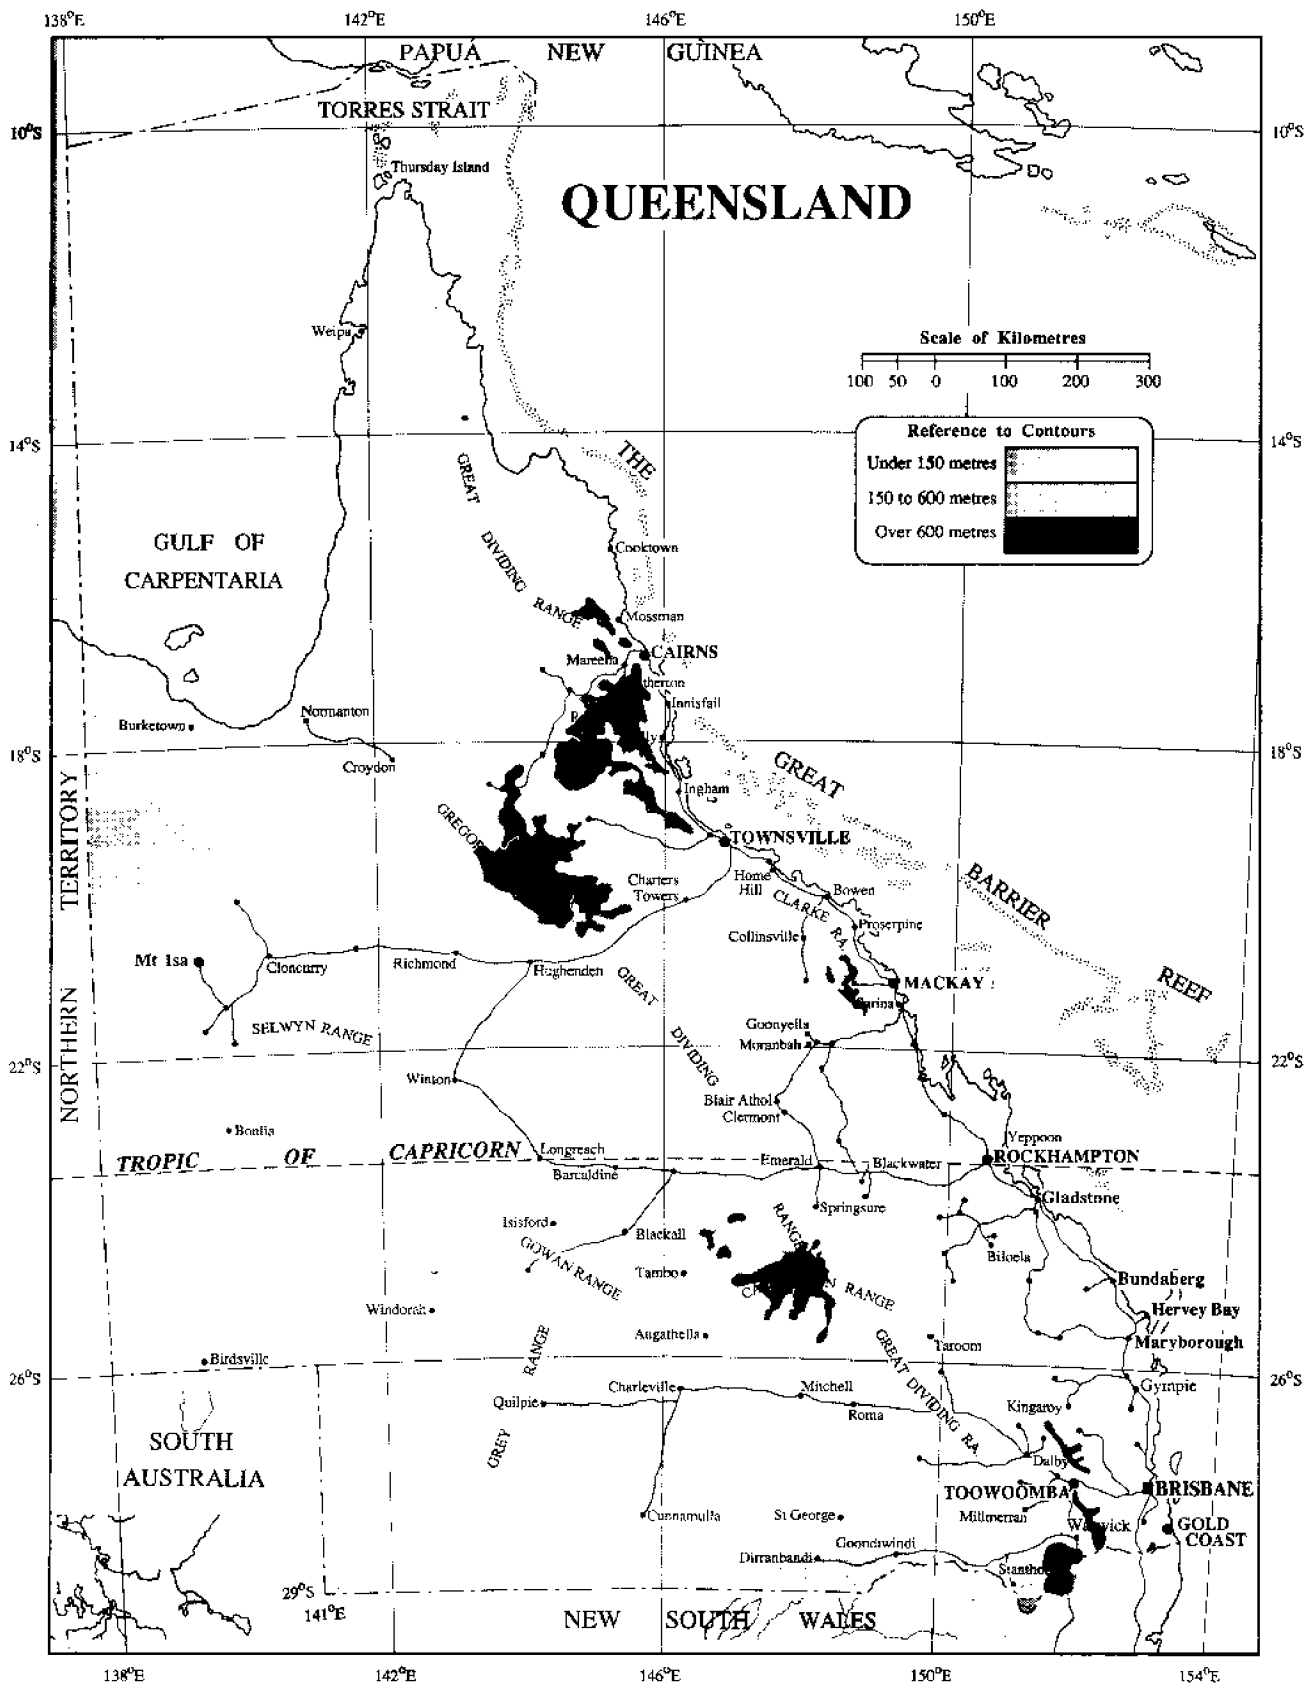 138°E 142°E 146°E 150°E
PAPUA NEW GUINEA
TORRES STRAIT
10°S 10°S
Thursday Island
QUEENSLAND
Weipa
Scale of Kilometres
100 50 0 100 200 300
Reference to Contours
Under 150 metres
150 to 600 metres
Over 600 metres
14°S 14°S
THE
GREAT
DIVIDING
RANGE
GULF OF
CARPENTARIA
Cooktown
Mossman
CAIRNS
Mareeba
therton
Innisfail
Normanton
Burketown
Croydon
18°S 18°S
GREAT
Ingham
GREGO
TOWNSVILLE
TERRITORY
BARRIER
Home
Hill
Charters
Towers
Bowen
CLARKE
RA.
Proserpine
Collinsville
Mt Isa
Cloncurry
Richmond
Hughenden
GREAT
REEF
MACKAY
Sarina
NORTHERN
SELWYN RANGE
Goonyella
Moranbah
DIVIDING
22°S 22°S
Winton
Blair Athol
Clermont
Boulia
Yeppoon
TROPIC OF CAPRICORN
Longreach
Barcaldine
Emerald
Blackwater
ROCKHAMPTON
Gladstone
Springsure
Isisford
Blackall
RANGE
GOWAN RANGE
Biloela
Tambo
RANGE
Bundaberg
Windorah
Hervey Bay
Augathella
Maryborough
GREAT DIVIDING RA.
Taroom
RANGE
Birdsville
26°S 26°S
Gympie
Charleville
Mitchell
Quilpie
Roma
Kingaroy
GREY
SOUTH
AUSTRALIA
Dalby
TOOWOOMBA
BRISBANE
Cunnamulla
St George
Millmerran
Warwick
GOLD
COAST
Goondiwindi
Dirranbandi
Stantho
29°S
141°E
NEW SOUTH WALES
138°E 142°E 146°E 150°E 154°E